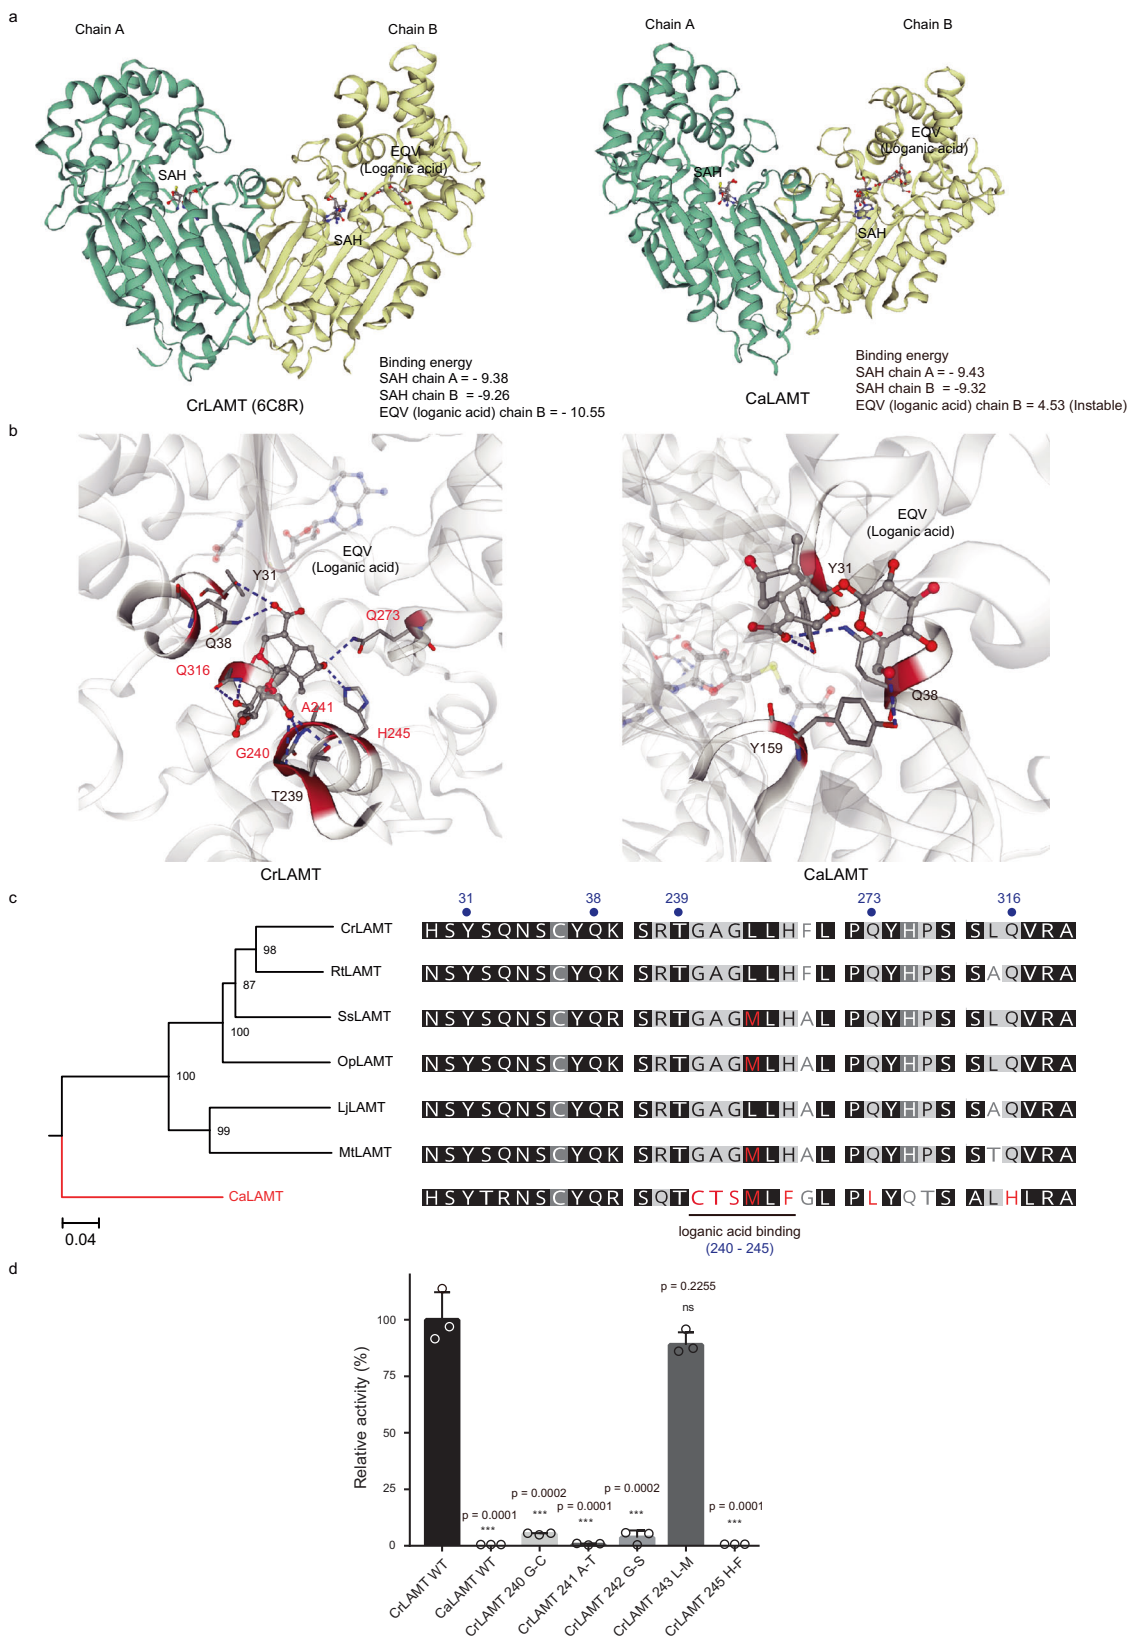 a
Chain A
Chain B
SAH
EQV
(Loganic acid)
SAH
Binding energy
SAH chain A = - 9.38
SAH chain B = -9.26
EQV (loganic acid) chain B = - 10.55
CrLAMT (6C8R)
Chain A
Chain B
EQV
(Loganic acid)
SAH
SAH
Binding energy
SAH chain A = - 9.43
SAH chain B = -9.32
EQV (loganic acid) chain B = 4.53 (Instable)
CaLAMT
b
EQV
(Loganic acid)
Y31
Q38
Q273
Q316
A241
H245
G240
T239
CrLAMT
EQV
(Loganic acid)
Y31
Q38
Y159
CaLAMT
c
31 38 239 273 316
CrLAMT HSYSQNSCYQK SRTGAGLLHFL PQYHPS SLQVRA
98
RtLAMT NSYSQNSCYQK SRTGAGLLHFL PQYHPS SAQVRA
87
SsLAMT NSYSQNSCYQR SRTGAGMLHAL PQYHPS SLQVRA
100
OpLAMT NSYSQNSCYQK SRTGAGMLHAL PQYHPS SLQVRA
100
LjLAMT NSYSQNSCYQR SRTGAGLLHAL PQYHPS SAQVRA
99
MtLAMT NSYSQNSCYQK SRTGAGMLHAL PQYHPS STQVRA
CaLAMT HSYTRNSCYQR SQTCTSMLFGL PLYQTS ALHLRA
0.04
loganic acid binding
(240 - 245)
d
Relative activity (%)
100
75
50
25
0
p = 0.0001
***
p = 0.0002
***
p = 0.0001
***
p = 0.0002
***
p = 0.2255
ns
p = 0.0001
***
CrLAMT WT
CaLAMT WT
CrLAMT 240 G-C
CrLAMT 241 A-T
CrLAMT 242 G-S
CrLAMT 243 L-M
CrLAMT 245 H-F